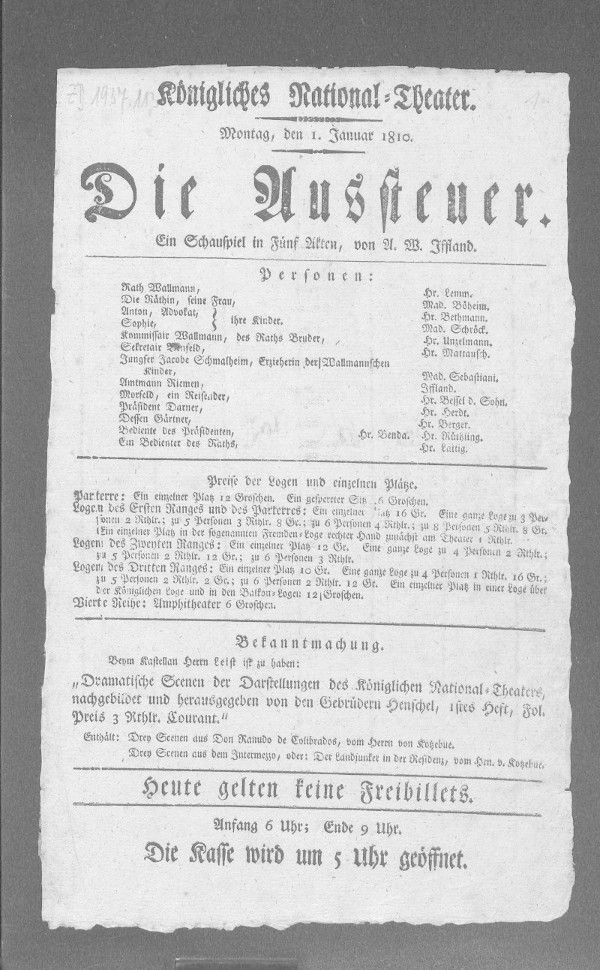 Königliches National-Theater.
Montag, den 1. Januar 1810.
Die Aussteuer.
Ein Schauspiel in Fünf Akten, von A. W. Iffland.
Personen:
Rath Wallmann, Hr. Lemm.
Die Räthin, seine Frau, Mad. Böheim.
Anton, Advokat, } ihre Kinder. Hr. Bethmann.
Sophie, Mad. Schröck.
Kommissair Wallmann, des Raths Bruder, Hr. Unzelmann.
Sekretair Hr. Mattausch.
Jungfer Jacobe Schmalheim, Erzieherin der Wallmannschen
Kinder, Mad. Sebastiani.
Amtmann Riemen, Iffland.
Morfeld, ein Reisender, Hr. Bessel d. Sohn.
Präsident Darner, Hr. Herdt.
Dessen Gärtner, Hr. Berger.
Bediente des Präsidenten, Hr. Benda. Hr. Rüthling.
Ein Bedienter des Raths, Hr. Lattig.
Preise der Logen und einzelnen Plätze.
Parterre: Ein einzelner Platz 12 Groschen. Ein gesperrter Sitz 16 Groschen.
Logen des Ersten Ranges und des Parterres: Ein einzelner Platz 16 Gr. Eine ganze Loge zu 3 Per-
sonen 2 Rthlr.; zu 5 Personen 3 Rthlr. 8 Gr.; zu 6 Personen 4 Rthlr.; zu 8 Personen 5 Rthlr. 8 Gr.
(Ein einzelner Platz in der sogenannten Fremden-Loge rechter Hand zunächst am Theater 1 Rthlr.
Logen des Zweyten Ranges: Ein einzelner Platz 12 Gr. Eine ganze Loge zu 4 Personen 2 Rthlr.;
zu 5 Personen 2 Rthlr. 12 Gr.; zu 6 Personen 3 Rthlr.
Logen des Dritten Ranges: Ein einzelner Platz 10 Gr. Eine ganze Loge zu 4 Personen 1 Rthlr. 16 Gr.;
zu 5 Personen 2 Rthlr. 2 Gr.; zu 6 Personen 2 Rthlr. 12 Gr. Ein einzelner Platz in einer Loge über
der Königlichen Loge und in den Balkon-Logen 12 Groschen.
Vierte Reihe: Amphitheater 6 Groschen.
Bekanntmachung.
Beym Kastellan Herrn Leist ist zu haben:
„Dramatische Scenen der Darstellungen des Königlichen National-Theaters,
nachgebildet und herausgegeben von den Gebrüdern Henschel, 1stes Heft, Fol.
Preis 3 Rthlr. Courant.“
Enthält: Drey Scenen aus Don Ranudo de Colibrados, vom Herrn von Kotzebue.
Drey Scenen aus dem Intermezzo, oder: Der Landjunker in der Residenz, vom Hrn. v. Kotzebue.
Heute gelten keine Freibillets.
Anfang 6 Uhr; Ende 9 Uhr.
Die Kasse wird um 5 Uhr geöffnet.